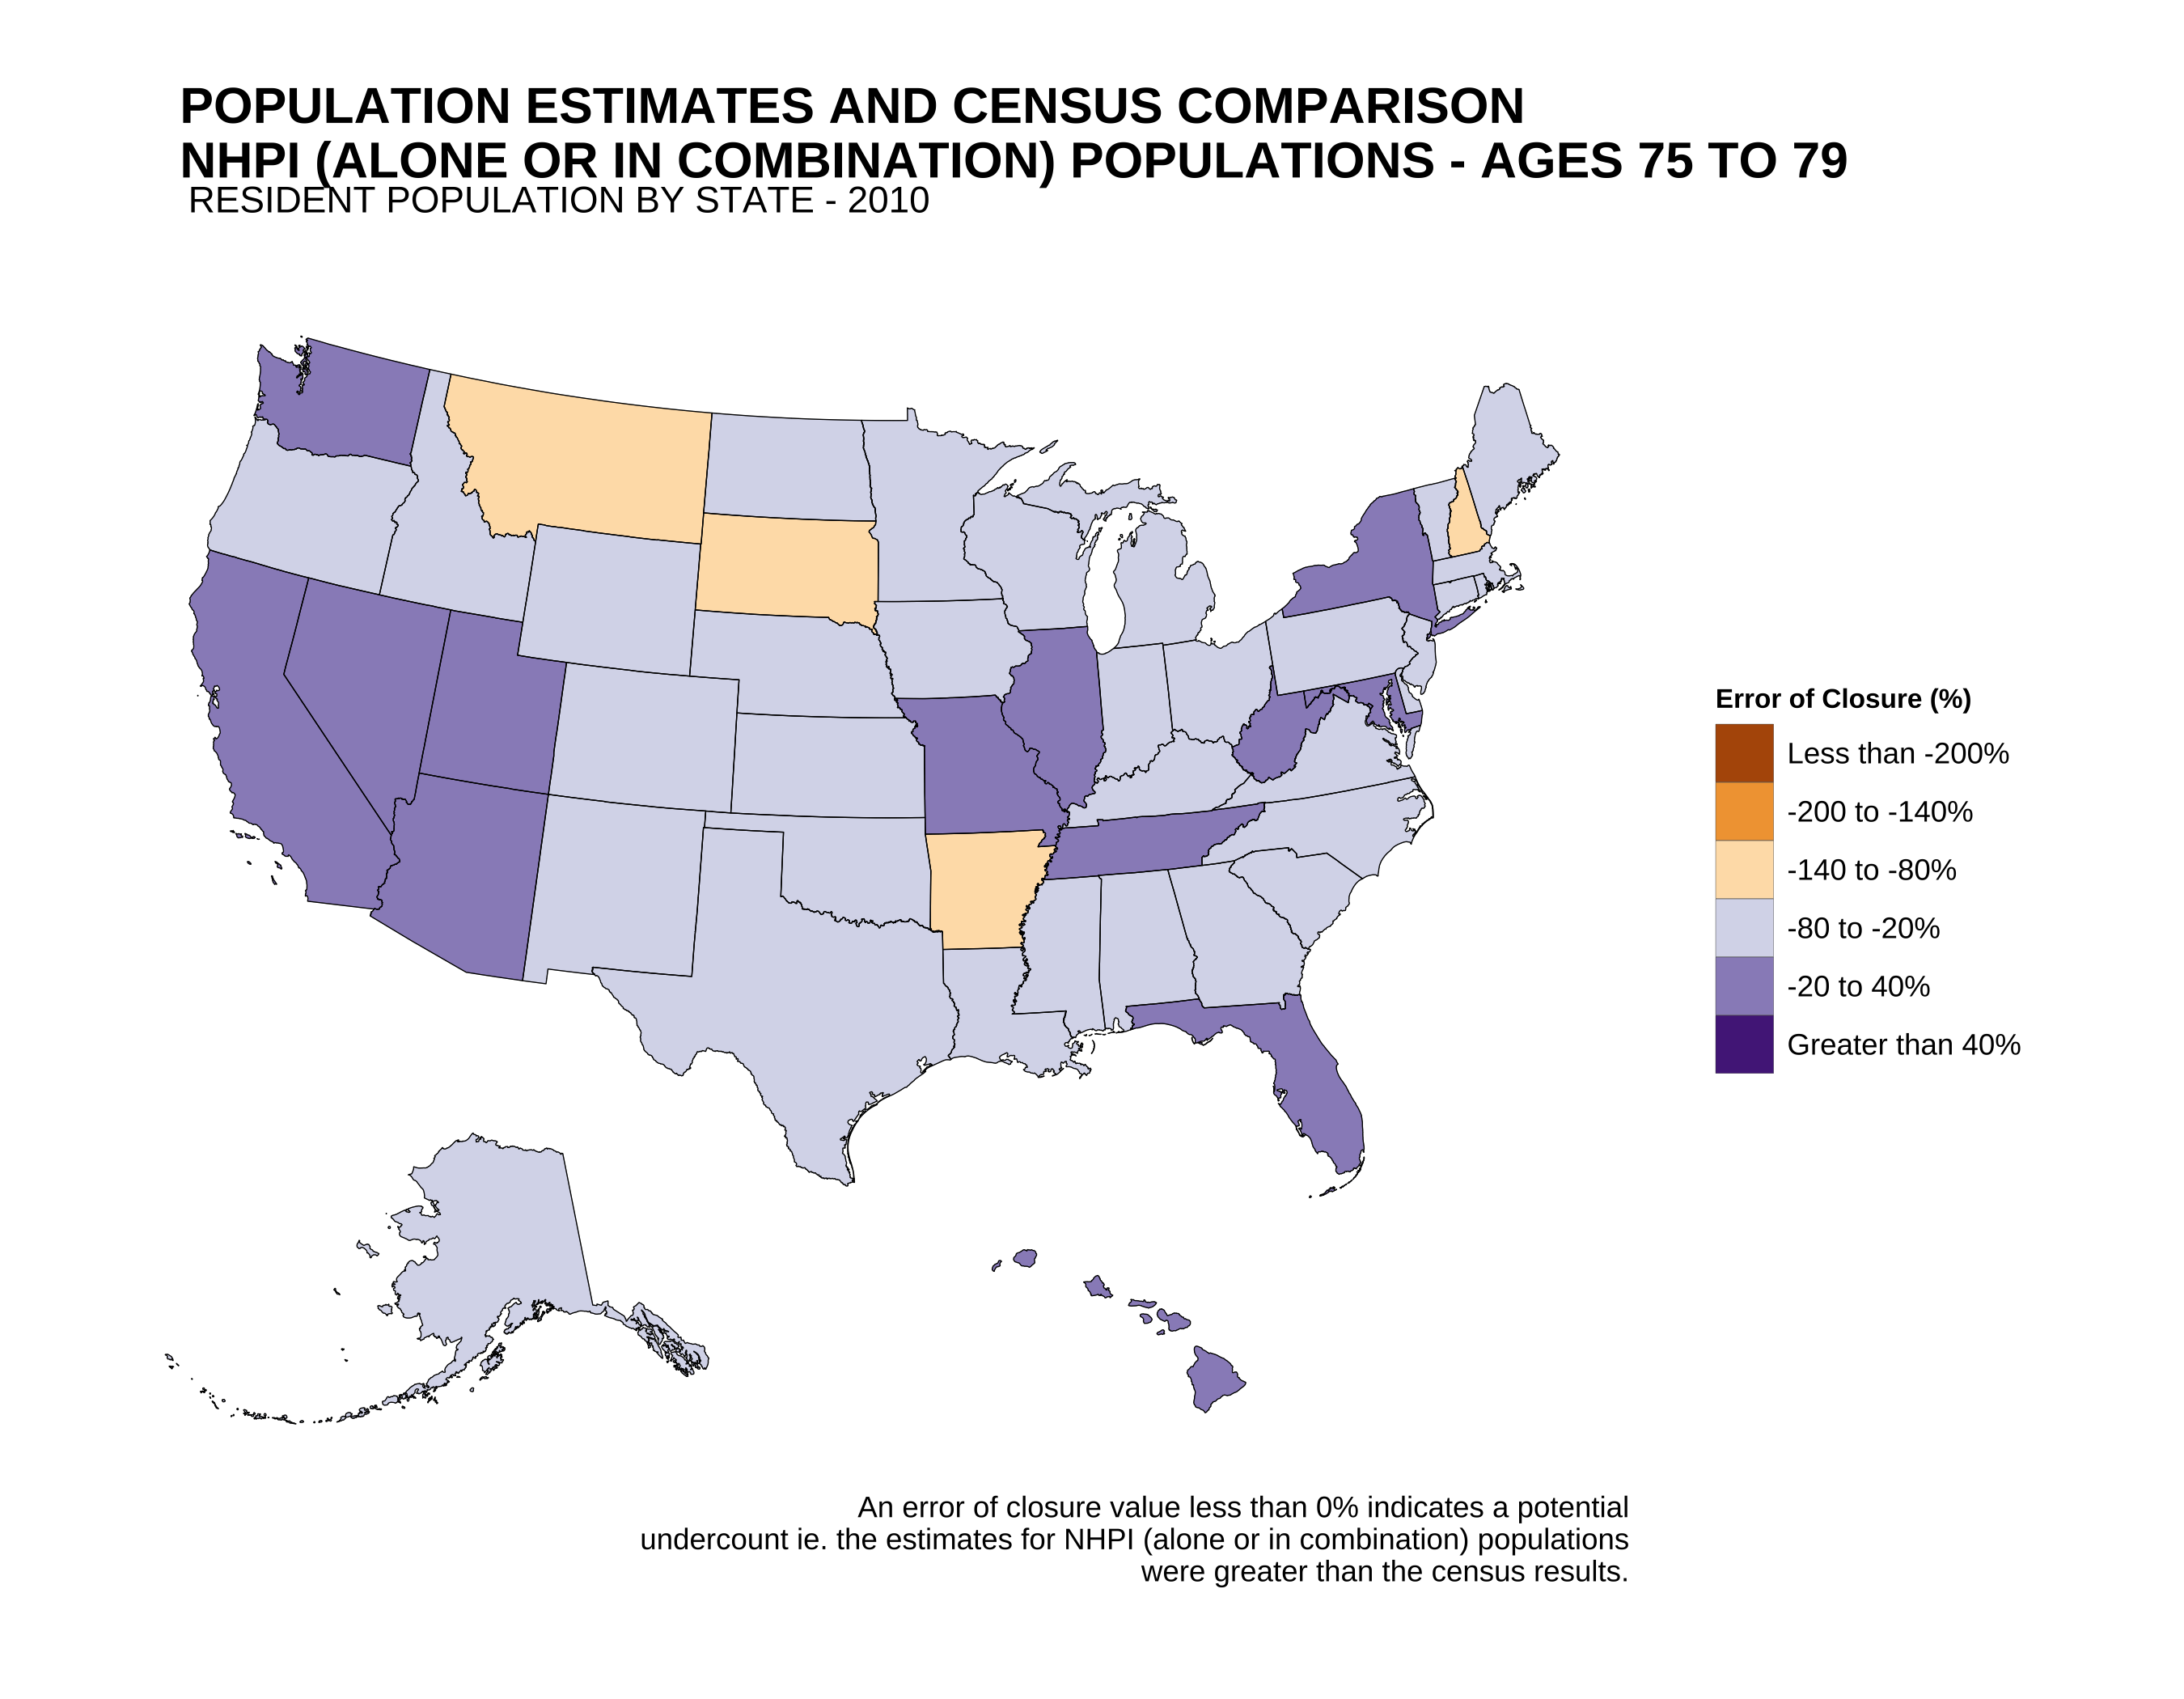 POPULATION ESTIMATES AND CENSUS COMPARISON
NHPI (ALONE OR IN COMBINATION) POPULATIONS - AGES 75 TO 79
RESIDENT POPULATION BY STATE - 2010
Error of Closure (%)
Less than -200%
-200 to -140%
-140 to -80%
-80 to -20%
-20 to 40%
Greater than 40%
An error of closure value less than 0% indicates a potential
undercount ie. the estimates for NHPI (alone or in combination) populations
were greater than the census results.